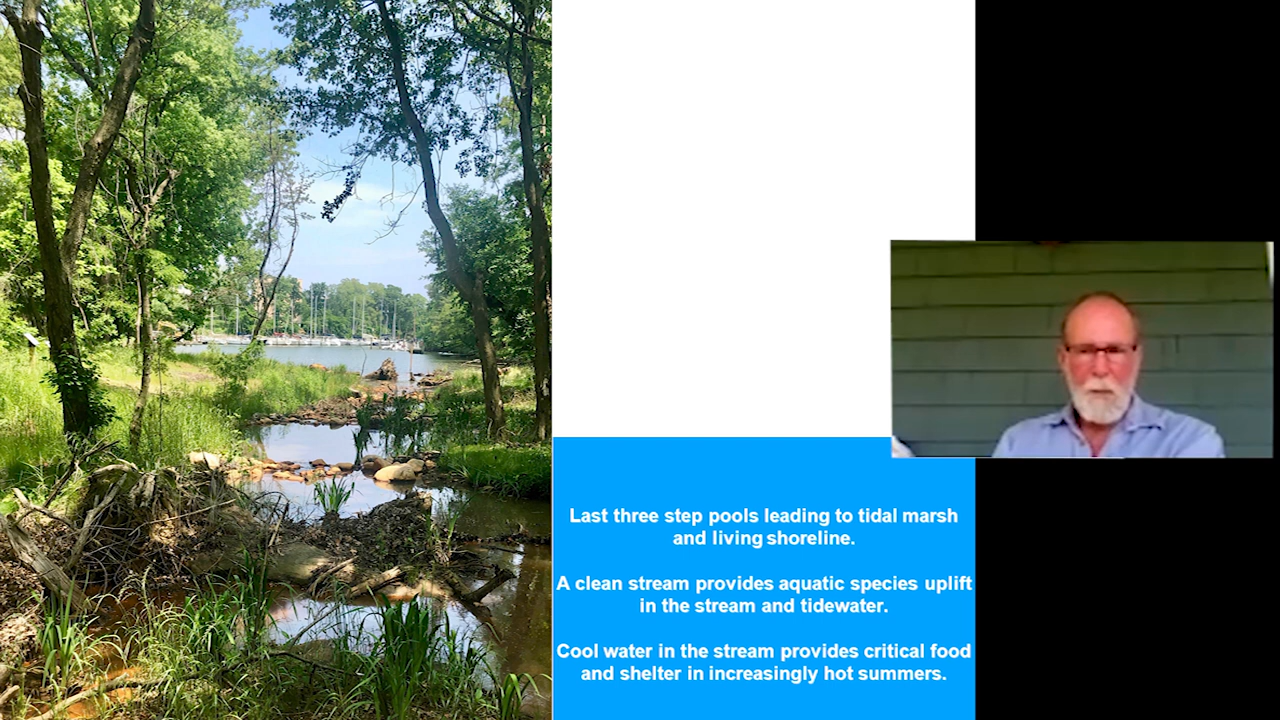 Last three step pools leading to tidal marsh
and living shoreline.
A clean stream provides aquatic species uplift
in the stream and tidewater.
Cool water in the stream provides critical food
and shelter in increasingly hot summers.